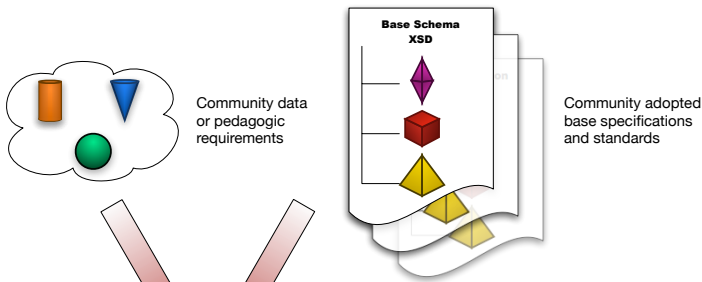 Base Schema
XSD
Community data
or pedagogic
requirements
Community adopted
base specifications
and standards